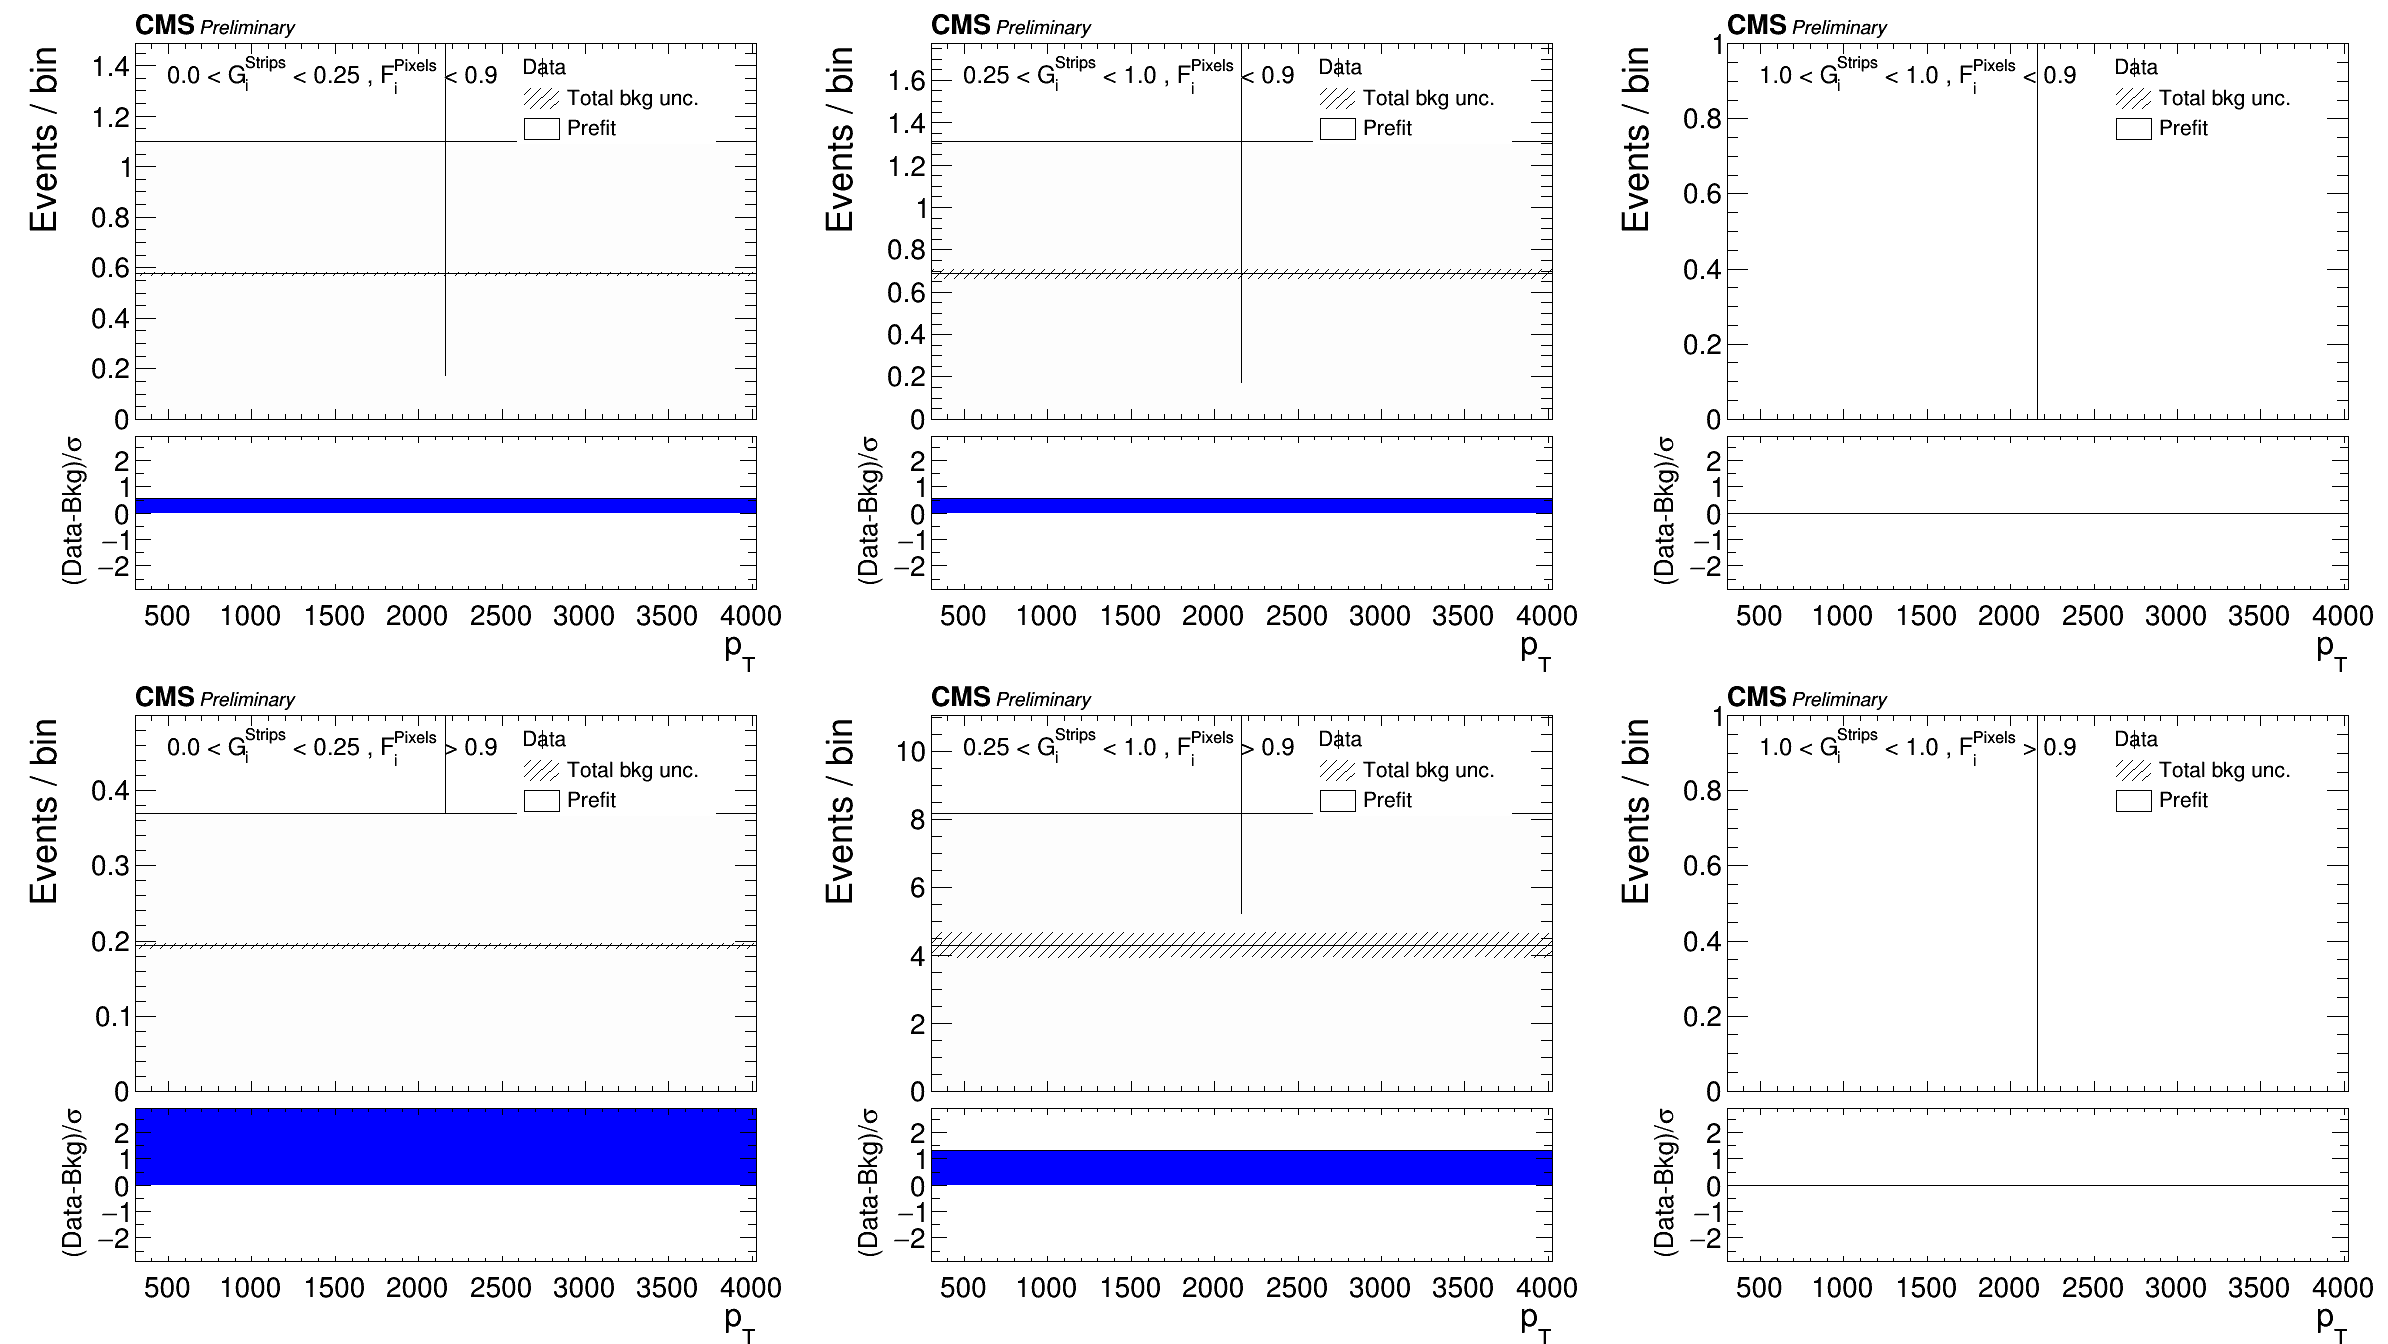 CMS Preliminary
Events / bin
0.0 < G_i^Strips < 0.25 , F_i^Pixels < 0.9
Data
Total bkg unc.
Prefit
1.4
1.2
1
0.8
0.6
0.4
0.2
0
(Data-Bkg)/σ
2
1
0
−1
−2
500 1000 1500 2000 2500 3000 3500 4000
p_T
CMS Preliminary
Events / bin
0.25 < G_i^Strips < 1.0 , F_i^Pixels < 0.9
Data
Total bkg unc.
Prefit
1.6
1.4
1.2
1
0.8
0.6
0.4
0.2
0
(Data-Bkg)/σ
2
1
0
−1
−2
500 1000 1500 2000 2500 3000 3500 4000
p_T
CMS Preliminary
Events / bin
1.0 < G_i^Strips < 1.0 , F_i^Pixels < 0.9
Data
Total bkg unc.
Prefit
1
0.8
0.6
0.4
0.2
0
(Data-Bkg)/σ
2
1
0
−1
−2
500 1000 1500 2000 2500 3000 3500 4000
p_T
CMS Preliminary
Events / bin
0.0 < G_i^Strips < 0.25 , F_i^Pixels > 0.9
Data
Total bkg unc.
Prefit
0.4
0.3
0.2
0.1
0
(Data-Bkg)/σ
2
1
0
−1
−2
500 1000 1500 2000 2500 3000 3500 4000
p_T
CMS Preliminary
Events / bin
0.25 < G_i^Strips < 1.0 , F_i^Pixels > 0.9
Data
Total bkg unc.
Prefit
10
8
6
4
2
0
(Data-Bkg)/σ
2
1
0
−1
−2
500 1000 1500 2000 2500 3000 3500 4000
p_T
CMS Preliminary
Events / bin
1.0 < G_i^Strips < 1.0 , F_i^Pixels > 0.9
Data
Total bkg unc.
Prefit
1
0.8
0.6
0.4
0.2
0
(Data-Bkg)/σ
2
1
0
−1
−2
500 1000 1500 2000 2500 3000 3500 4000
p_T